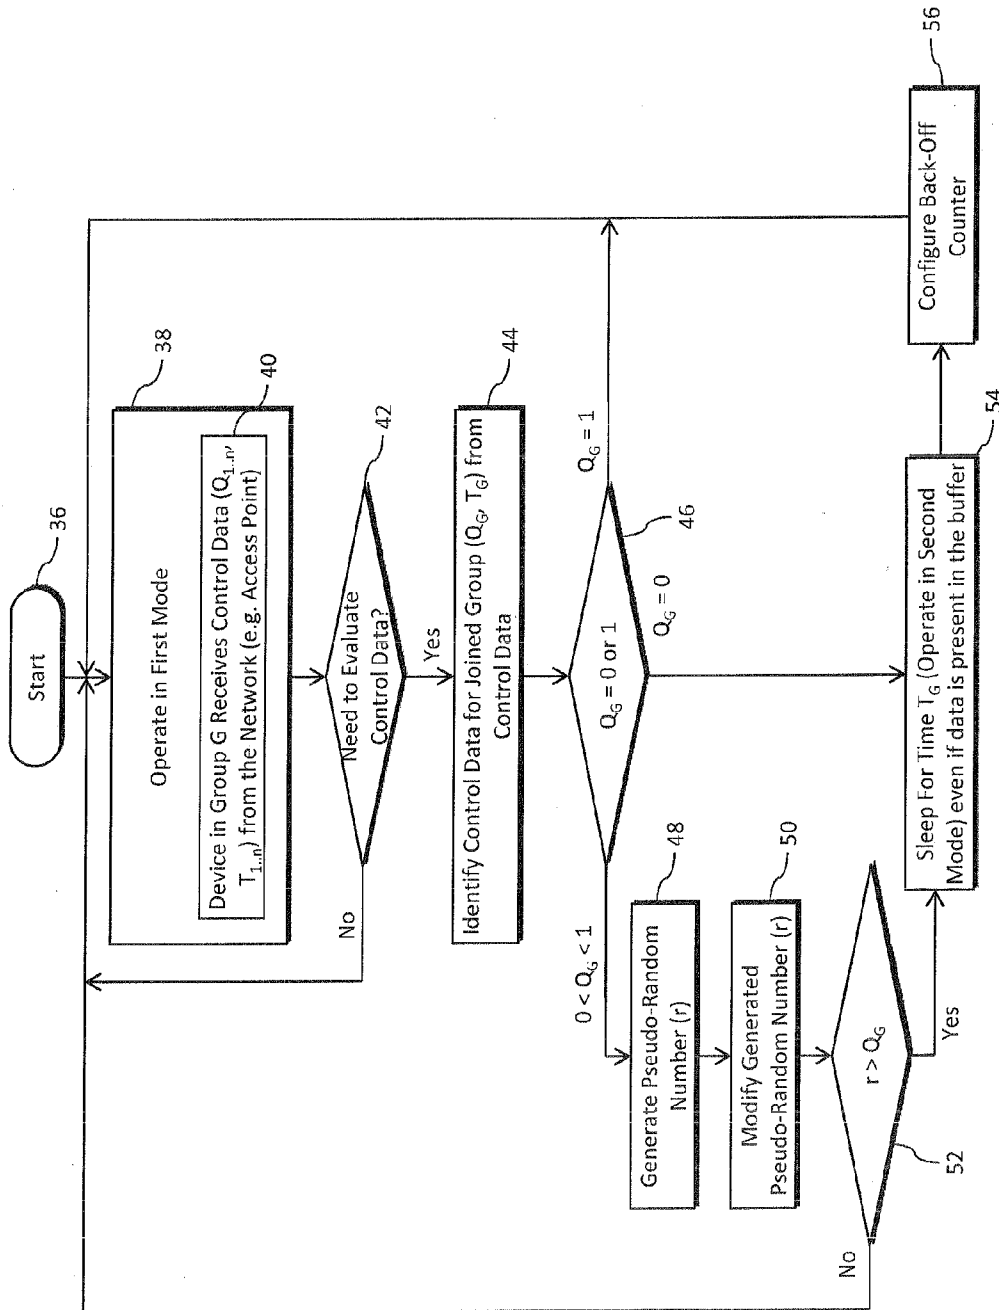 Start
36
Operate in First Mode
38
Device in Group G Receives Control Data (Q1..n,
T1..n) from the Network (e.g. Access Point)
40
Need to Evaluate
Control Data?
42
No
Yes
Identify Control Data for Joined Group (QG, TG) from
Control Data
44
QG = 0 or 1
46
0 < QG < 1
QG = 1
QG = 0
Generate Pseudo-Random
Number (r)
48
Modify Generated
Pseudo-Random Number (r)
50
r > QG
52
No
Yes
Sleep For Time TG (Operate in Second
Mode) even if data is present in the buffer
54
Configure Back-Off
Counter
56